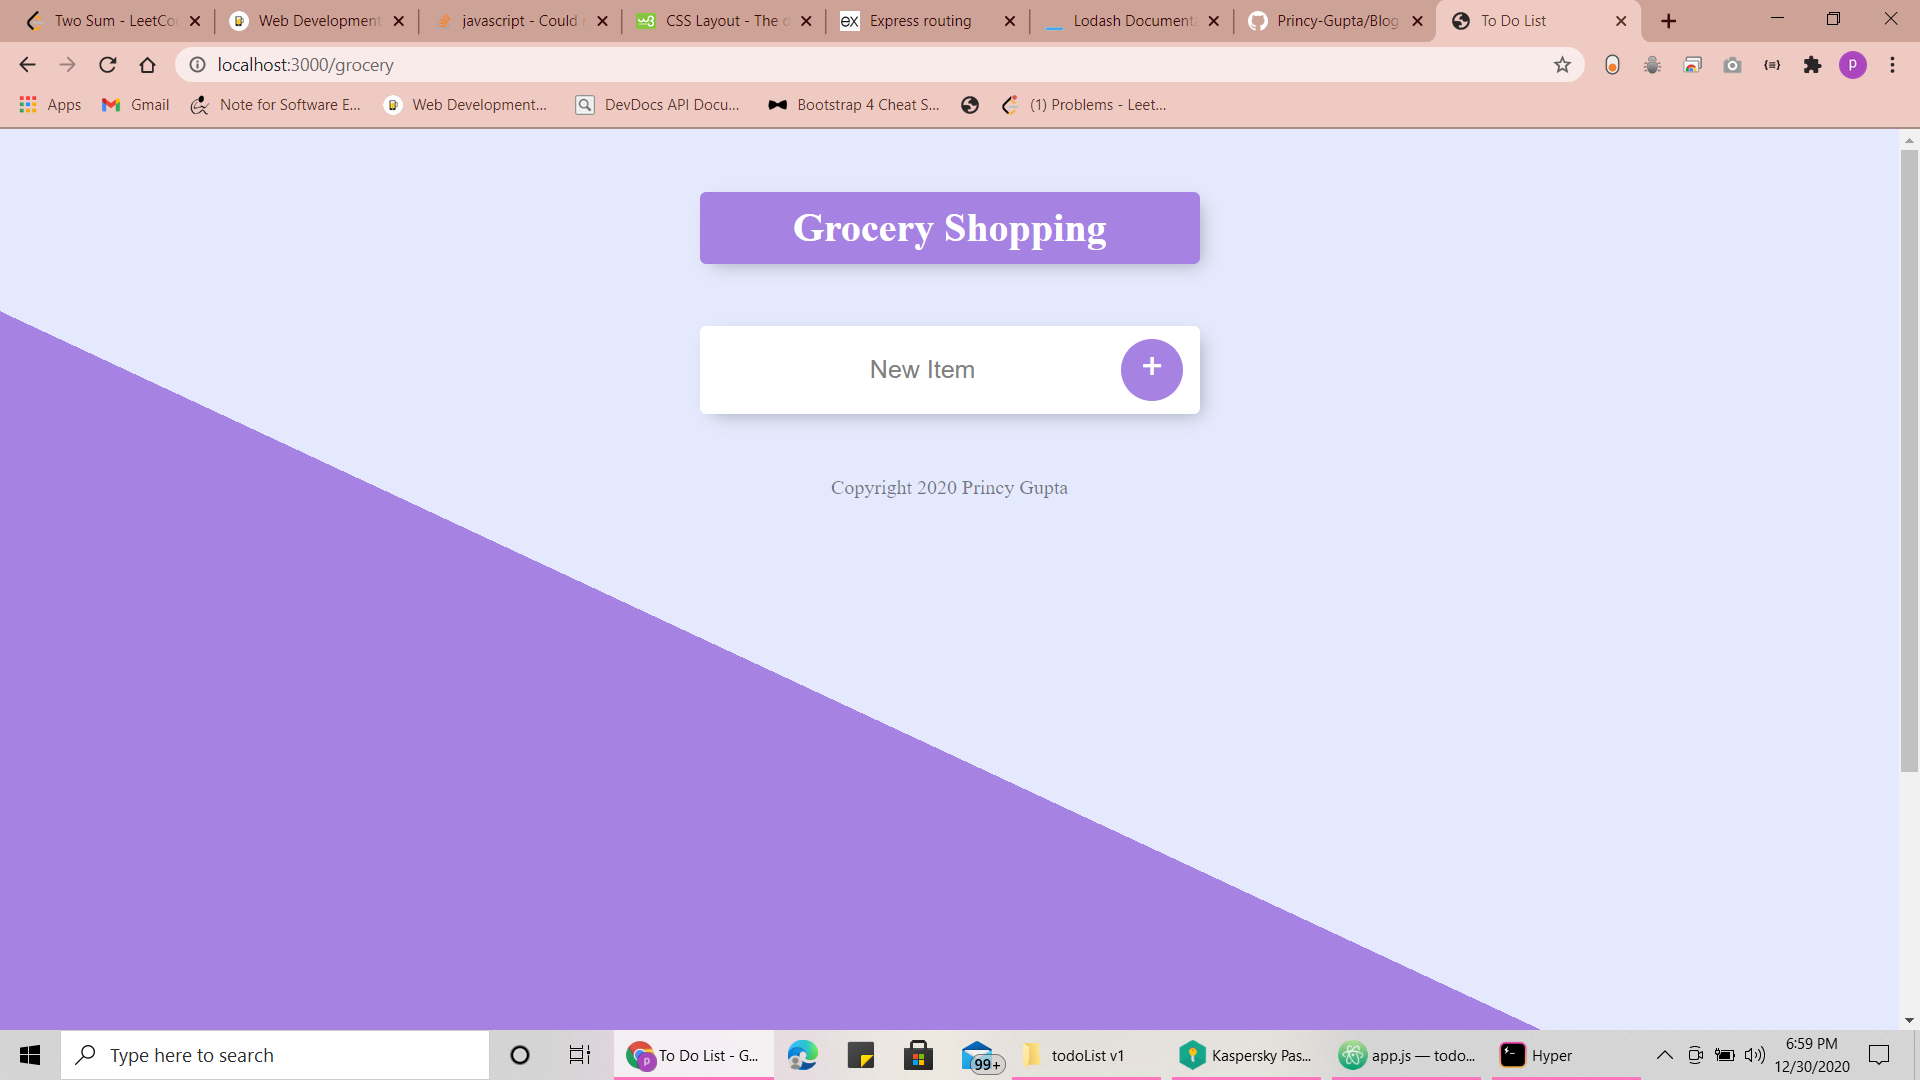 Two Sum - LeetCo
Web Development
javascript - Could
CSS Layout - The
Express routing
Lodash Document
Princy-Gupta/Blog
To Do List
localhost:3000/grocery
P
Apps
Gmail
Note for Software E...
Web Development...
DevDocs API Docu...
Bootstrap 4 Cheat S...
(1) Problems - Leet...
Grocery Shopping
New Item
+
Copyright 2020 Princy Gupta
Type here to search
To Do List - G...
99+
todoList v1
Kaspersky Pas...
app.js — todo...
Hyper
6:59 PM
12/30/2020